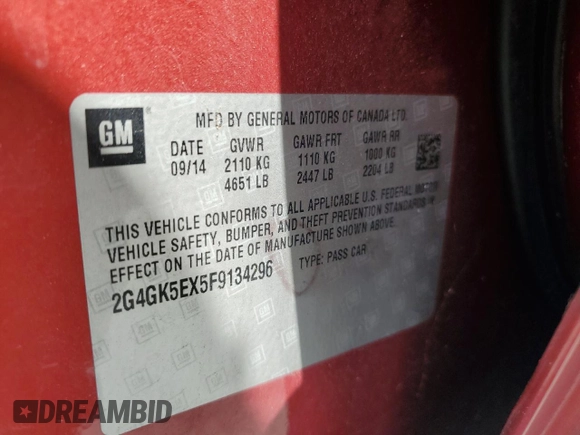 GM
MFD BY GENERAL MOTORS OF CANADA LTD.
DATE GVWR GAWR FRT GAWR RR
09/14 2110 KG 1110 KG 1000 KG
4651 LB 2447 LB 2204 LB
THIS VEHICLE CONFORMS TO ALL APPLICABLE U.S. FEDERAL MOTOR
VEHICLE SAFETY, BUMPER, AND THEFT PREVENTION STANDARDS IN
EFFECT ON THE DATE OF MANUFACTURE SHOWN ABOVE.
2G4GK5EX5F9134296 TYPE: PASS CAR
DREAMBID